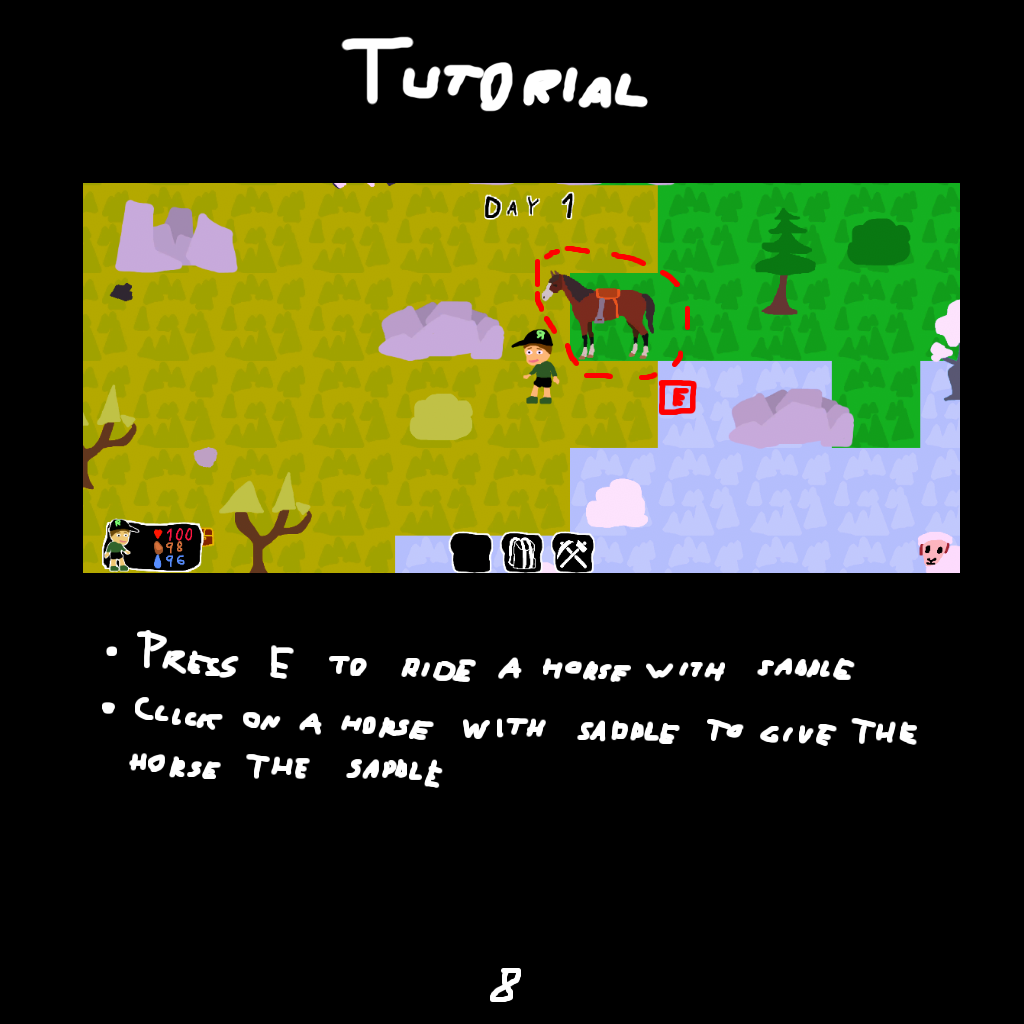 TUTORIAL
DAY 1
E
100
98
96
• PRESS E TO RIDE A HORSE WITH SADDLE
• CLICK ON A HORSE WITH SADDLE TO GIVE THE
HORSE THE SADDLE
8